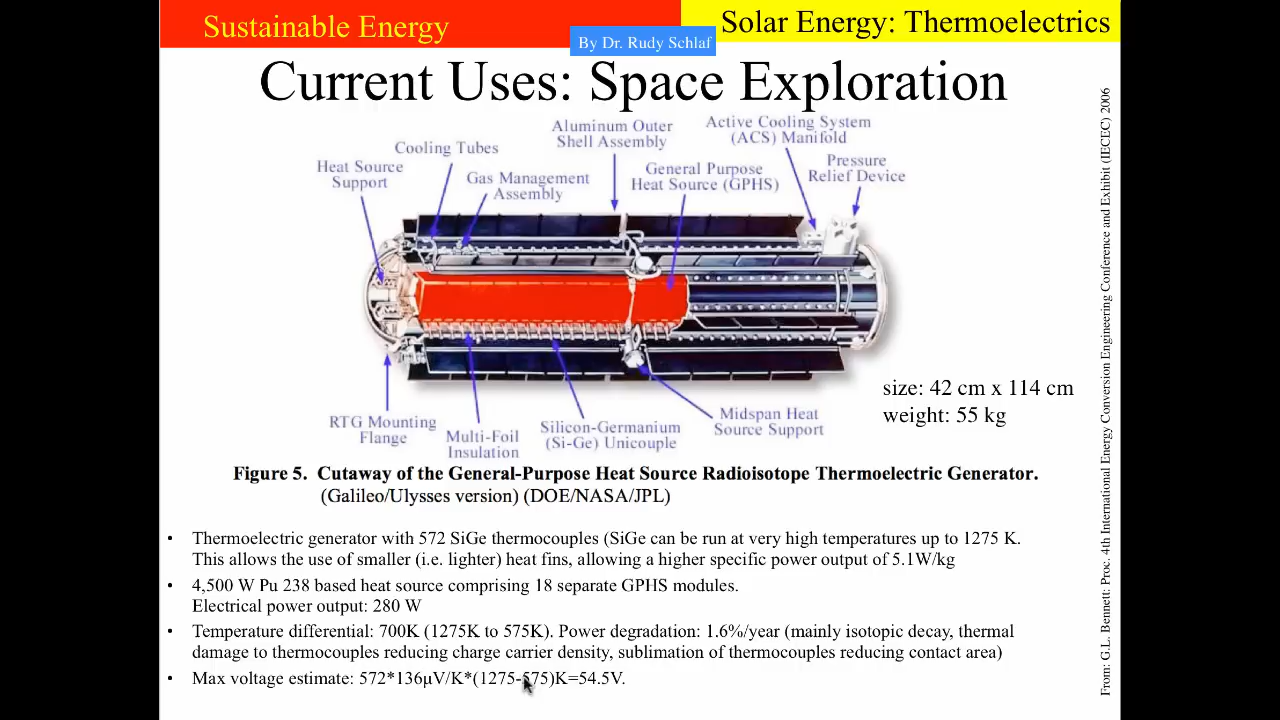 Sustainable Energy
Solar Energy: Thermoelectrics
By Dr. Rudy Schlaf
Current Uses: Space Exploration
Aluminum Outer
Shell Assembly
Active Cooling System
(ACS) Manifold
Cooling Tubes
Heat Source
Support
Gas Management
Assembly
General Purpose
Heat Source (GPHS)
Pressure
Relief Device
size: 42 cm x 114 cm
weight: 55 kg
RTG Mounting
Flange
Multi-Foil
Insulation
Silicon-Germanium
(Si-Ge) Unicouple
Midspan Heat
Source Support
Figure 5. Cutaway of the General-Purpose Heat Source Radioisotope Thermoelectric Generator.
(Galileo/Ulysses version) (DOE/NASA/JPL)
• Thermoelectric generator with 572 SiGe thermocouples (SiGe can be run at very high temperatures up to 1275 K.
This allows the use of smaller (i.e. lighter) heat fins, allowing a higher specific power output of 5.1W/kg
• 4,500 W Pu 238 based heat source comprising 18 separate GPHS modules.
Electrical power output: 280 W
• Temperature differential: 700K (1275K to 575K). Power degradation: 1.6%/year (mainly isotopic decay, thermal
damage to thermocouples reducing charge carrier density, sublimation of thermocouples reducing contact area)
• Max voltage estimate: 572*136µV/K*(1275-575)K=54.5V.
From: G.L. Bennett: Proc. 4th International Energy Conversion Engineering Conference and Exhibit (IECEC) 2006